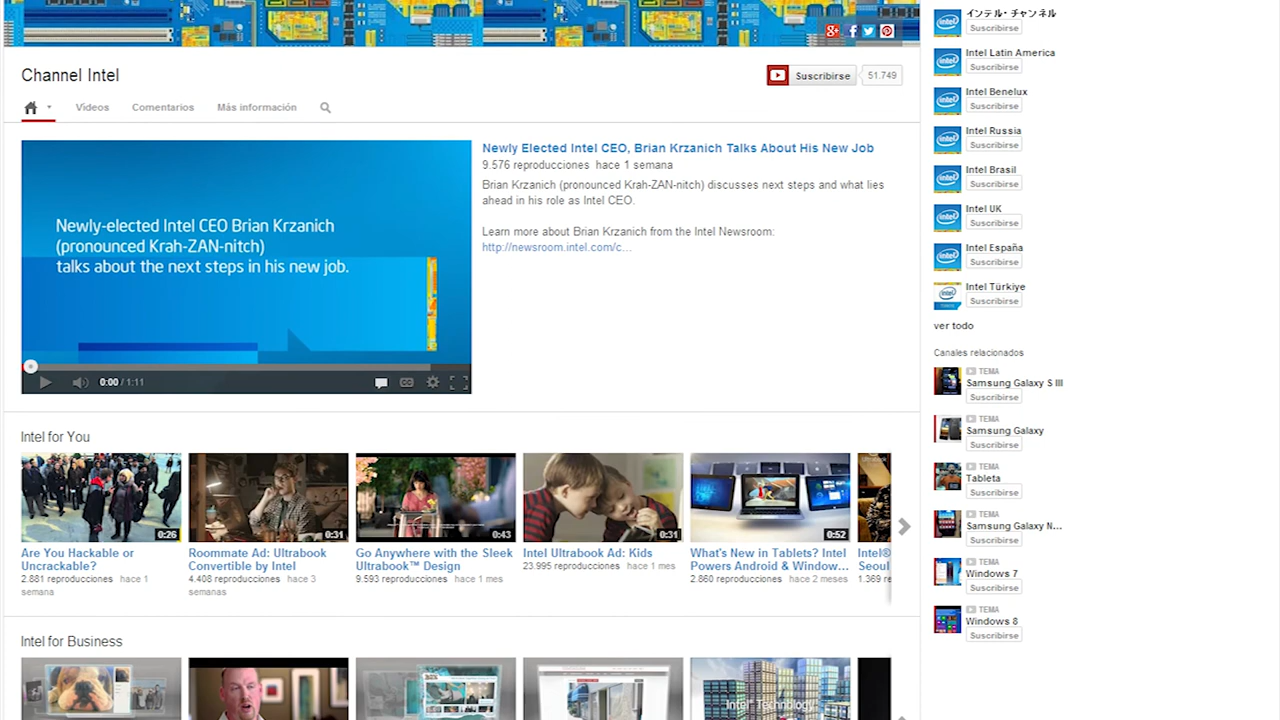 Channel Intel
Suscribirse 51.749
Videos Comentarios Más información
Newly-elected Intel CEO Brian Krzanich
(pronounced Krah-ZAN-nitch)
talks about the next steps in his new job.
0:00 / 1:11
Newly Elected Intel CEO, Brian Krzanich Talks About His New Job
9.576 reproducciones hace 1 semana
Brian Krzanich (pronounced Krah-ZAN-nitch) discusses next steps and what lies
ahead in his role as Intel CEO.
Learn more about Brian Krzanich from the Intel Newsroom:
http://newsroom.intel.com/c...
Intel for You
0:26
Are You Hackable or
Uncrackable?
2.881 reproducciones hace 1
semana
0:31
Roommate Ad: Ultrabook
Convertible by Intel
4.408 reproducciones hace 3
semanas
0:43
Go Anywhere with the Sleek
Ultrabook™ Design
9.593 reproducciones hace 1 mes
0:31
Intel Ultrabook Ad: Kids
23.995 reproducciones hace 1 mes
0:52
What's New in Tablets? Intel
Powers Android & Window...
2.860 reproducciones hace 2 meses
Intel®
Seoul
1.369 re
Intel for Business
Intel® Technology
インテル・チャンネル
Suscribirse
Intel Latin America
Suscribirse
Intel Benelux
Suscribirse
Intel Russia
Suscribirse
Intel Brasil
Suscribirse
Intel UK
Suscribirse
Intel España
Suscribirse
Intel Türkiye
Suscribirse
ver todo
Canales relacionados
TEMA
Samsung Galaxy S III
Suscribirse
TEMA
Samsung Galaxy
Suscribirse
TEMA
Tableta
Suscribirse
TEMA
Samsung Galaxy N...
Suscribirse
TEMA
Windows 7
Suscribirse
TEMA
Windows 8
Suscribirse